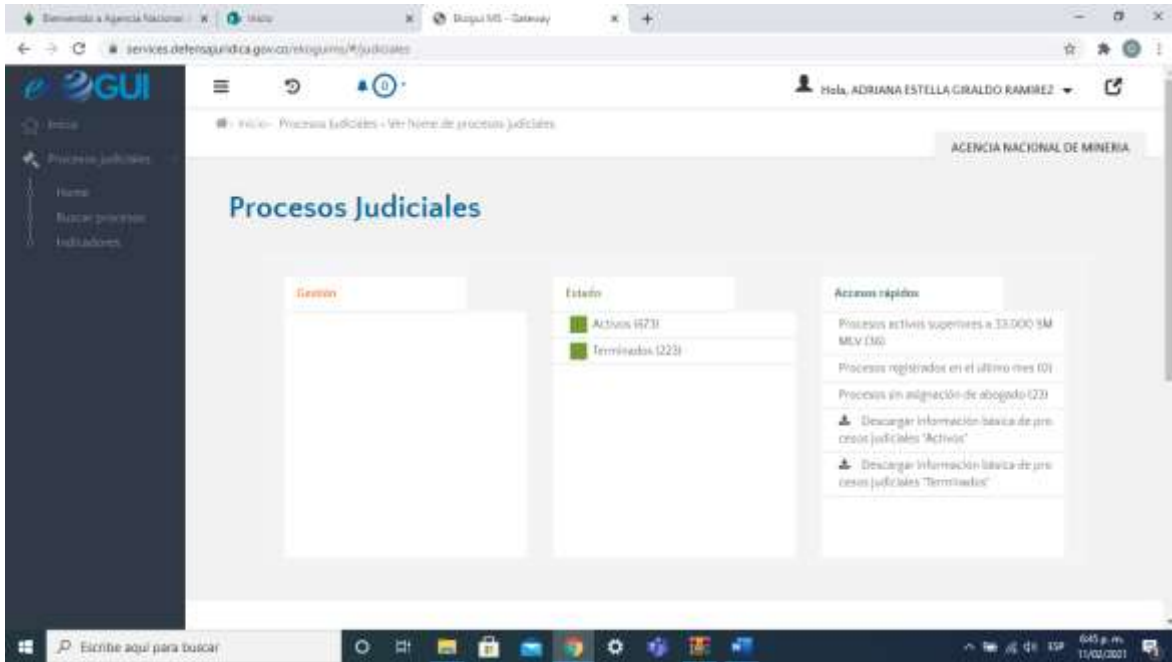 Bienvenido a Agencia Nacional
Inicio
Ekogui MS - Gateway
services.defensajuridica.gov.co/ekoguims/#/judiciales
GUI
0
Hola, ADRIANA ESTELLA GIRALDO RAMIREZ
Inicio
Inicio - Procesos Judiciales - Ver home de procesos judiciales
AGENCIA NACIONAL DE MINERIA
Procesos judiciales
Home
Buscar procesos
Indicadores
Procesos Judiciales
Gestión
Estado
Accesos rápidos
Activos (673)
Terminados (223)
Procesos activos superiores a 33.000 SM
MLV (36)
Procesos registrados en el último mes (0)
Procesos sin asignación de abogado (23)
Descargar información básica de pro
cesos judiciales "Activos"
Descargar información básica de pro
cesos judiciales "Terminados"
Escribe aquí para buscar
ESP
6:45 p. m.
11/02/2021